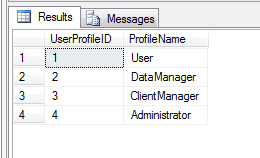 Results Messages
UserProfileID ProfileName
1 1 User
2 2 DataManager
3 3 ClientManager
4 4 Administrator